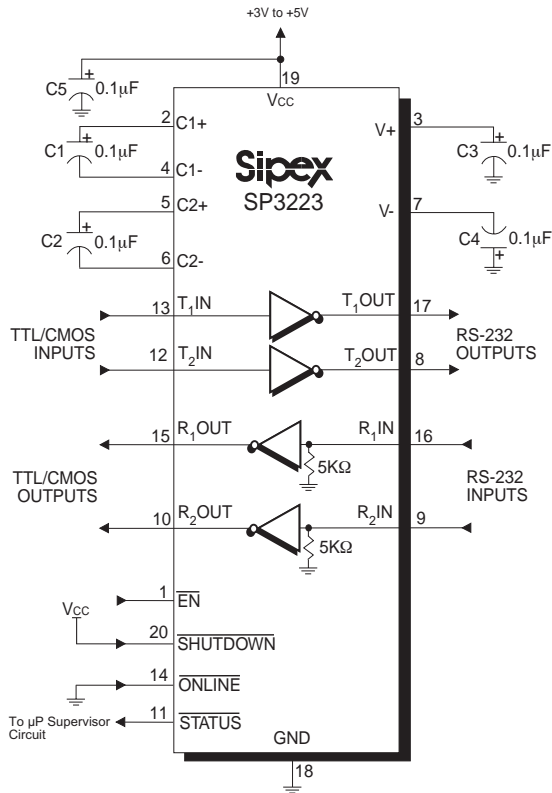 +3V to +5V
19
VCC
C5 + 0.1µF
2 C1+
C1 + 0.1µF
4 C1-
5 C2+
C2 + 0.1µF
6 C2-
Sipex
SP3223
V+ 3
C3 + 0.1µF
V- 7
C4 0.1µF +
TTL/CMOS
INPUTS
13 T1IN
T1OUT 17
12 T2IN
T2OUT 8
RS-232
OUTPUTS
TTL/CMOS
OUTPUTS
15 R1OUT
R1IN 16
5KΩ
10 R2OUT
R2IN 9
5KΩ
RS-232
INPUTS
1 EN
VCC
20 SHUTDOWN
14 ONLINE
To µP Supervisor
Circuit
11 STATUS
GND
18